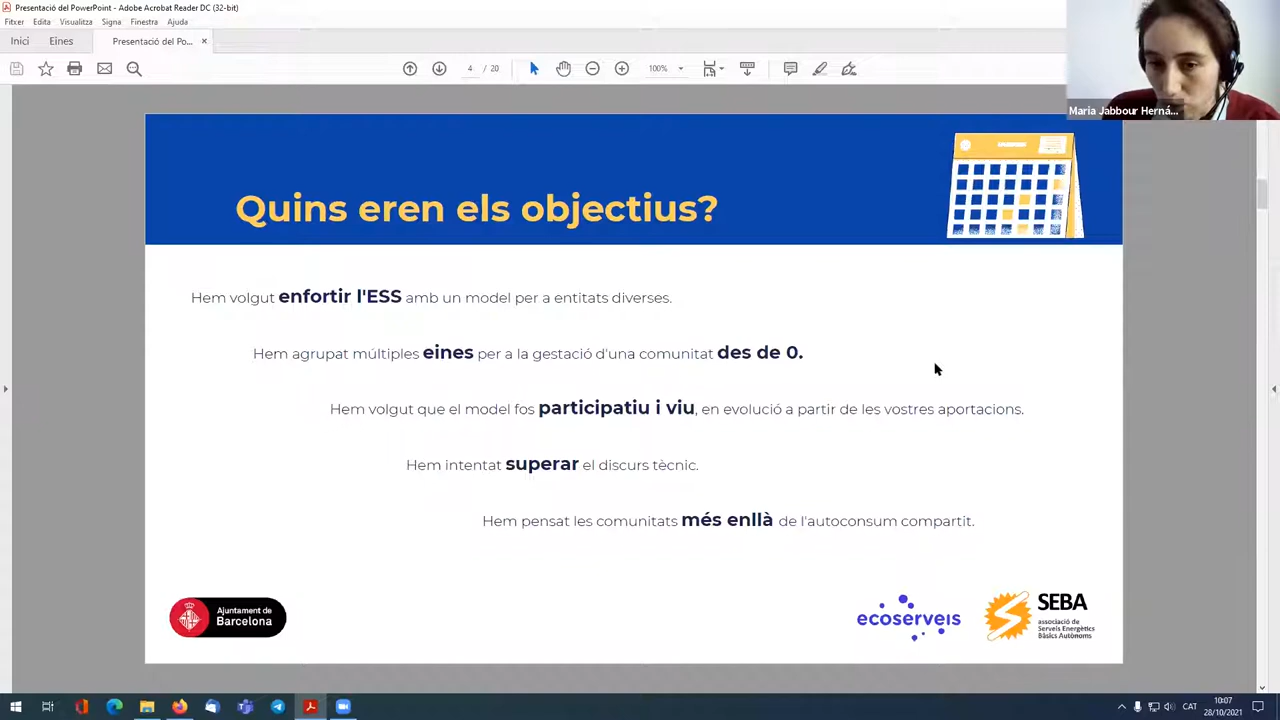 Presentació del PowerPoint - Adobe Acrobat Reader DC (32-bit)
Fitxer Edita Visualitza Signa Finestra Ajuda
Inici Eines Presentació del Po... ×
4 / 20 100%
Maria Jabbour Herná...
Quins eren els objectius?
Hem volgut enfortir l'ESS amb un model per a entitats diverses.
Hem agrupat múltiples eines per a la gestació d'una comunitat des de 0.
Hem volgut que el model fos participatiu i viu, en evolució a partir de les vostres aportacions.
Hem intentat superar el discurs tècnic.
Hem pensat les comunitats més enllà de l'autoconsum compartit.
Ajuntament de
Barcelona
ecoserveis
SEBA
associació de
Serveis Energètics
Bàsics Autònoms
CAT
10:07
28/10/2021